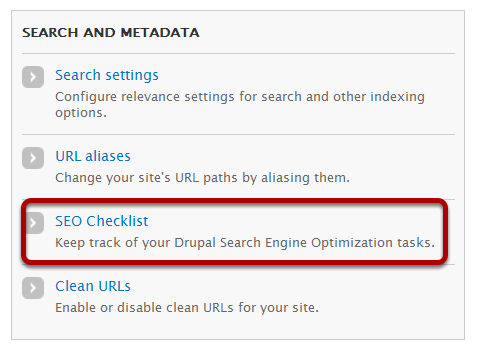 SEARCH AND METADATA
Search settings
Configure relevance settings for search and other indexing
options.
URL aliases
Change your site's URL paths by aliasing them.
SEO Checklist
Keep track of your Drupal Search Engine Optimization tasks.
Clean URLs
Enable or disable clean URLs for your site.